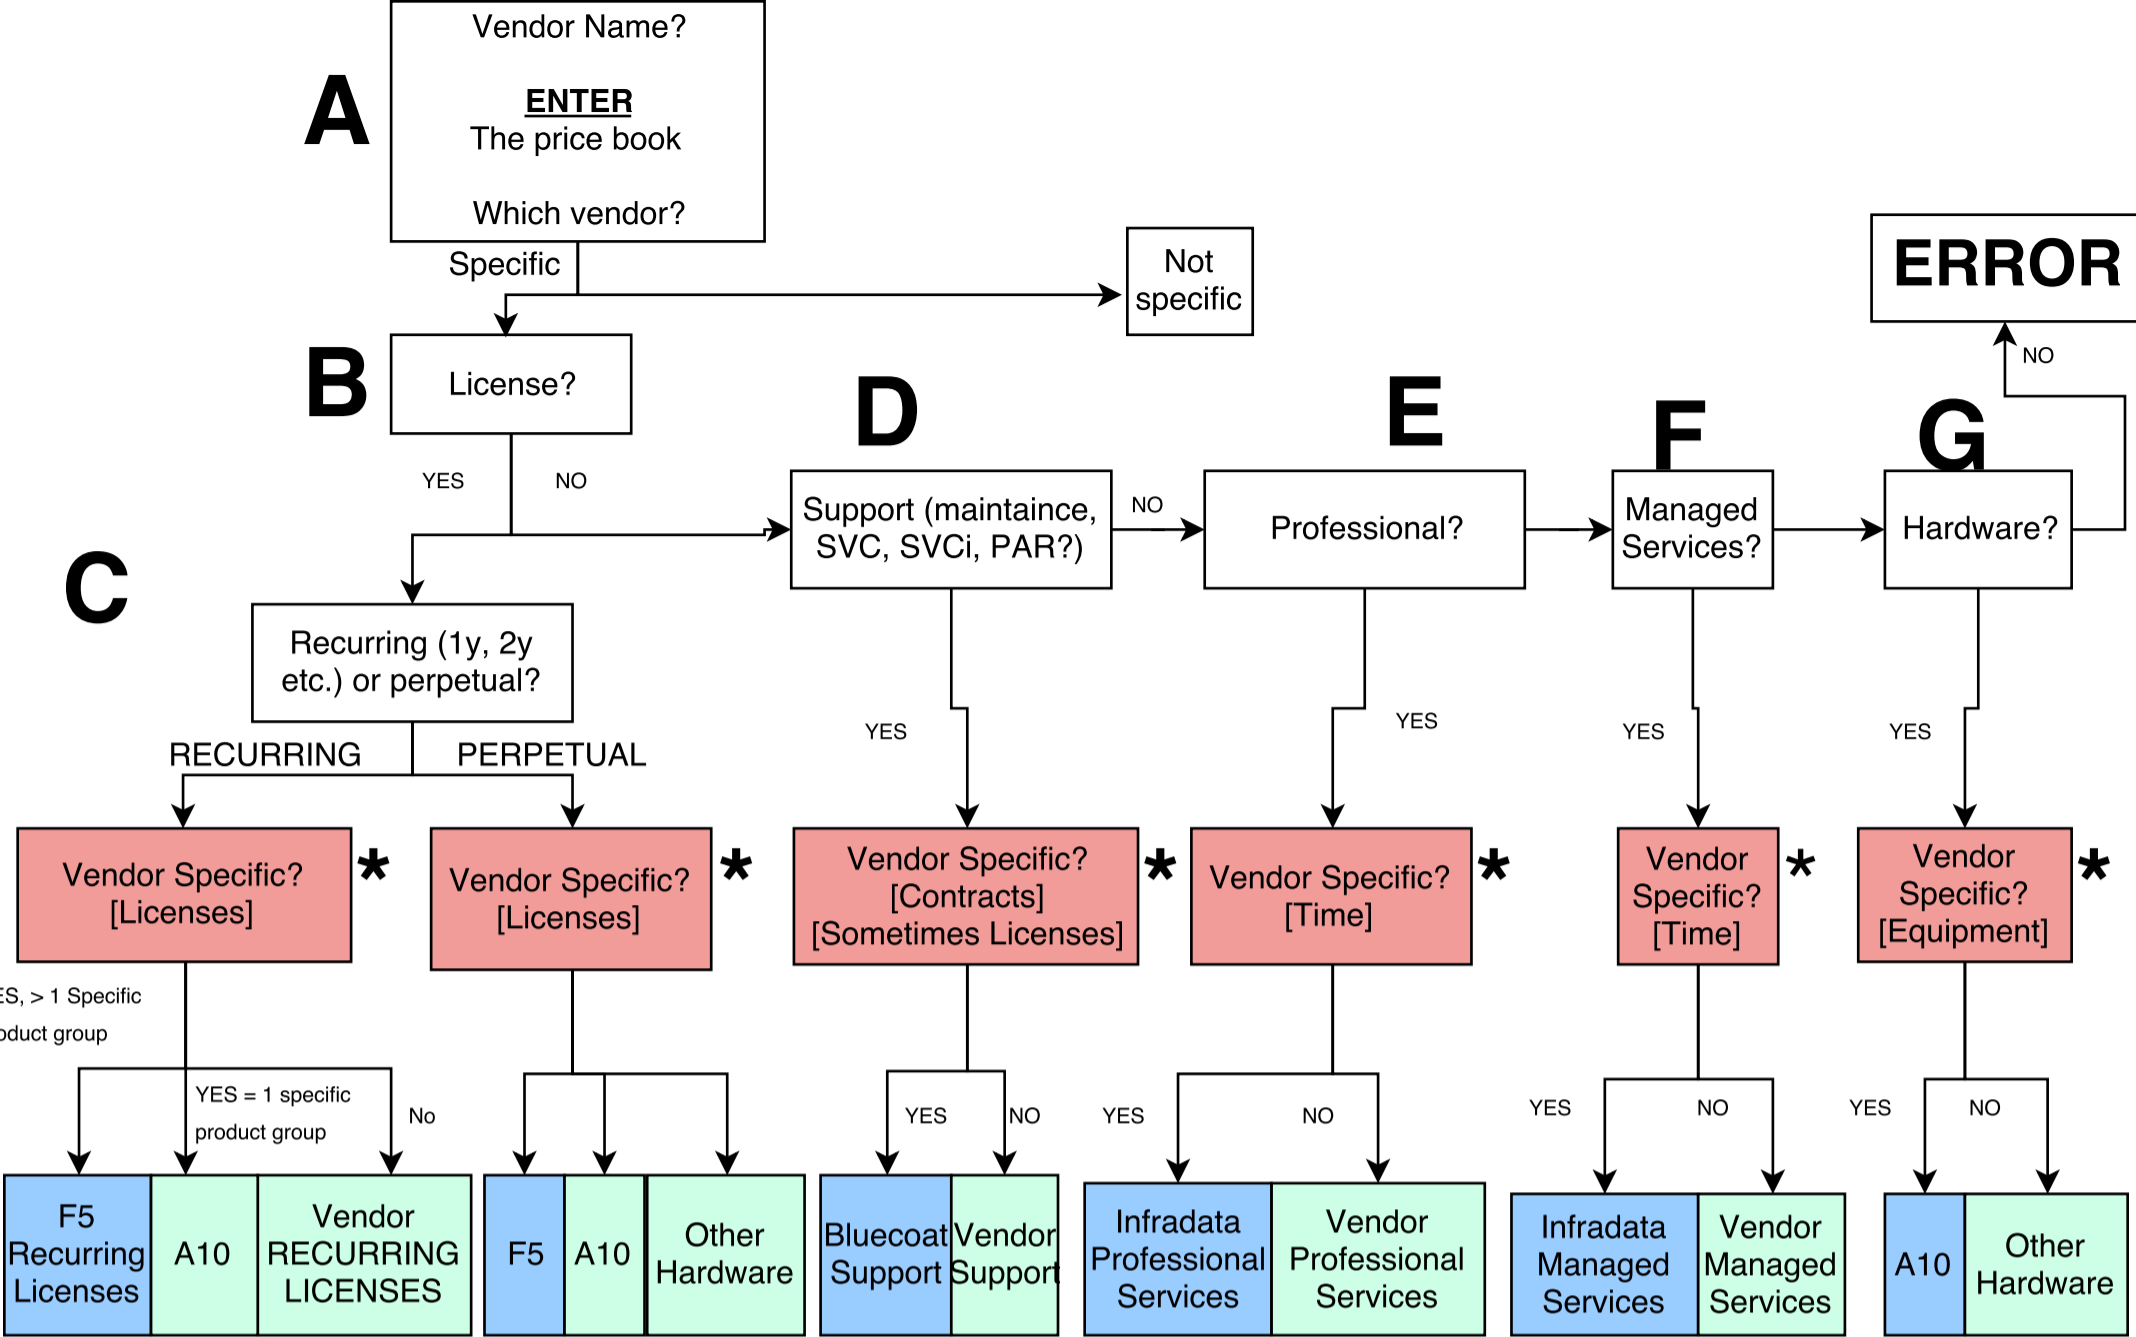 Vendor Name?
ENTER
The price book
Which vendor?
A
Specific
Not
specific
ERROR
NO
B
License?
YES
NO
D
E
F
G
Support (maintaince,
SVC, SVCi, PAR?)
NO
Professional?
Managed
Services?
Hardware?
C
Recurring (1y, 2y
etc.) or perpetual?
RECURRING
PERPETUAL
YES
YES
YES
YES
Vendor Specific?
[Licenses]
*
Vendor Specific?
[Licenses]
*
Vendor Specific?
[Contracts]
[Sometimes Licenses]
*
Vendor Specific?
[Time]
*
Vendor
Specific?
[Time]
*
Vendor
Specific?
[Equipment]
*
ES, > 1 Specific
oduct group
YES = 1 specific
product group
No
YES
NO
YES
NO
YES
NO
YES
NO
F5
Recurring
Licenses
A10
Vendor
RECURRING
LICENSES
F5
A10
Other
Hardware
Bluecoat
Support
Vendor
Support
Infradata
Professional
Services
Vendor
Professional
Services
Infradata
Managed
Services
Vendor
Managed
Services
A10
Other
Hardware